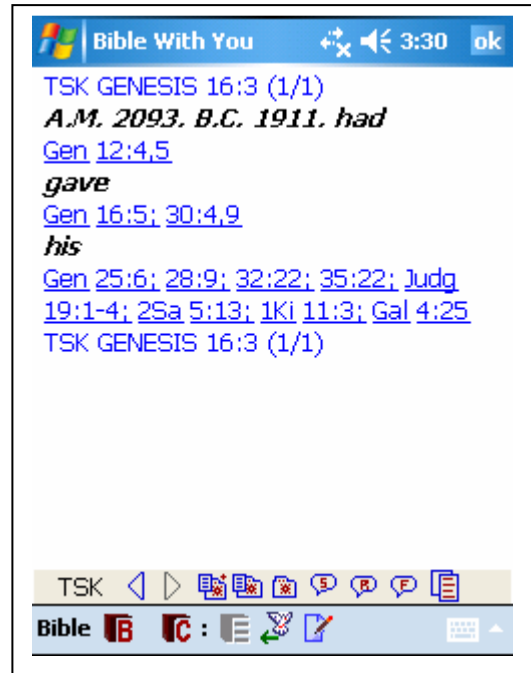 Bible With You 3:30 ok
TSK GENESIS 16:3 (1/1)
A.M. 2093. B.C. 1911. had
Gen 12:4,5
gave
Gen 16:5; 30:4,9
his
Gen 25:6; 28:9; 32:22; 35:22; Judg
19:1-4; 2Sa 5:13; 1Ki 11:3; Gal 4:25
TSK GENESIS 16:3 (1/1)
TSK S R F
Bible B C :